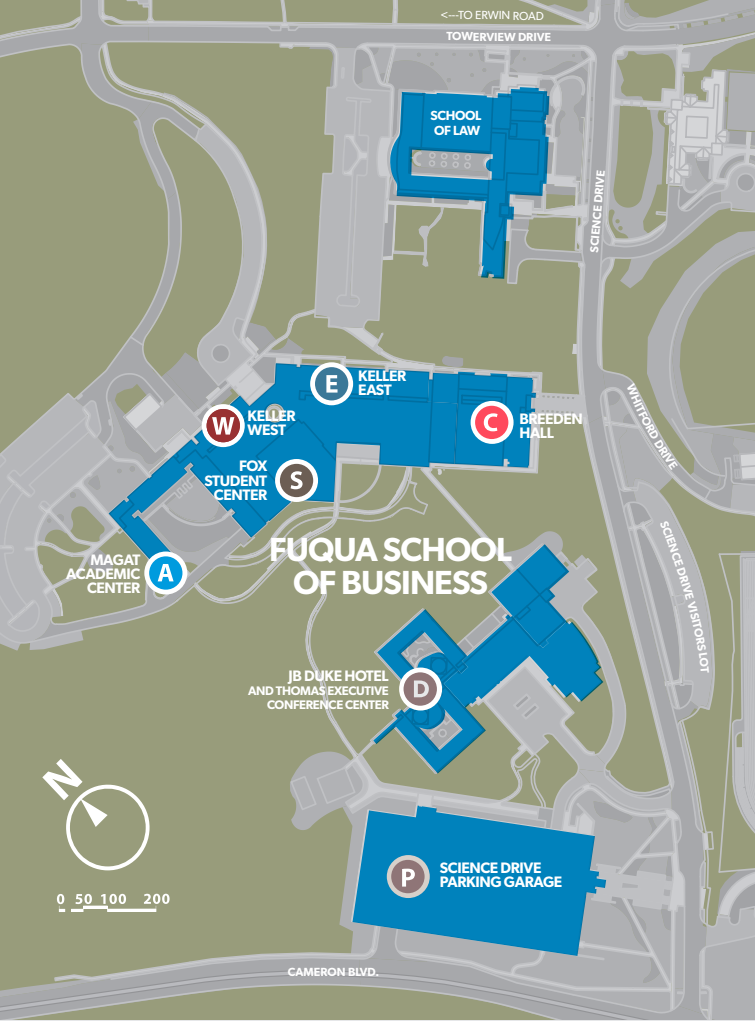 <---TO ERWIN ROAD
TOWERVIEW DRIVE
SCHOOL
OF LAW
SCIENCE DRIVE
E
KELLER
EAST
W
KELLER
WEST
C
BREEDEN
HALL
WHITFORD DRIVE
FOX
STUDENT
CENTER
S
SCIENCE DRIVE VISITORS LOT
MAGAT
ACADEMIC
CENTER
A
FUQUA SCHOOL
OF BUSINESS
JB DUKE HOTEL
AND THOMAS EXECUTIVE
CONFERENCE CENTER
D
N
P
SCIENCE DRIVE
PARKING GARAGE
0 50 100 200
CAMERON BLVD.